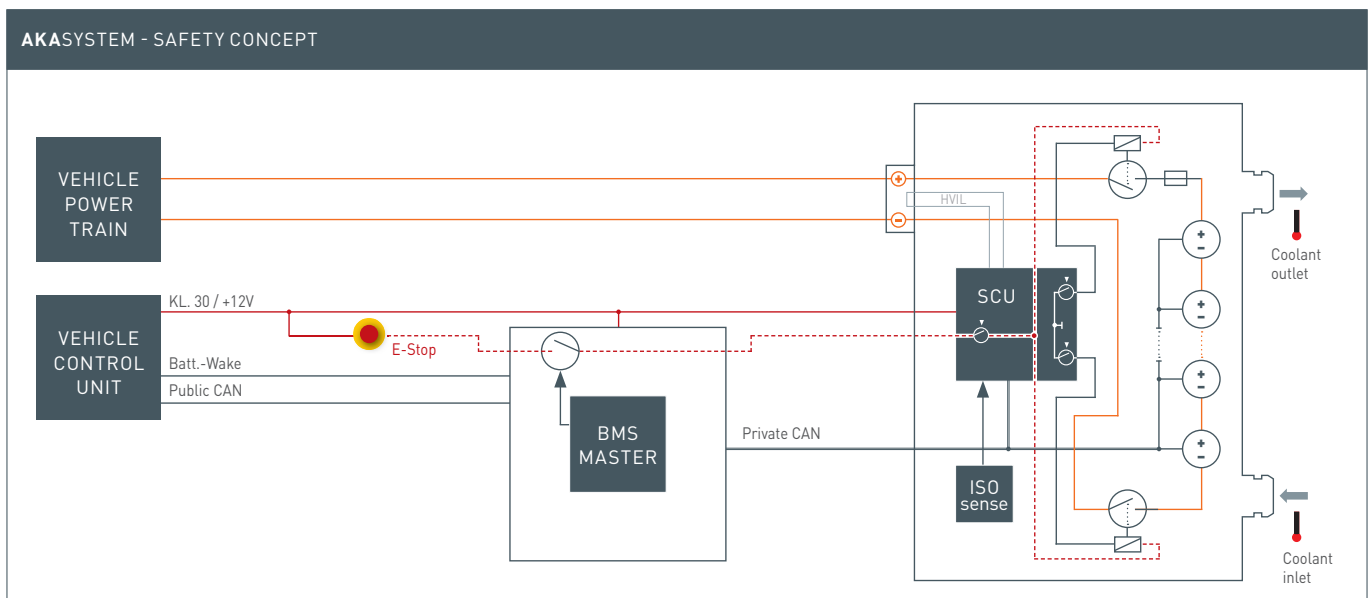 AKASYSTEM - SAFETY CONCEPT
VEHICLE
POWER
TRAIN
HVIL
Coolant
outlet
VEHICLE
CONTROL
UNIT
KL. 30 / +12V
E-Stop
Batt.-Wake
Public CAN
SCU
BMS
MASTER
Private CAN
ISO
sense
Coolant
inlet